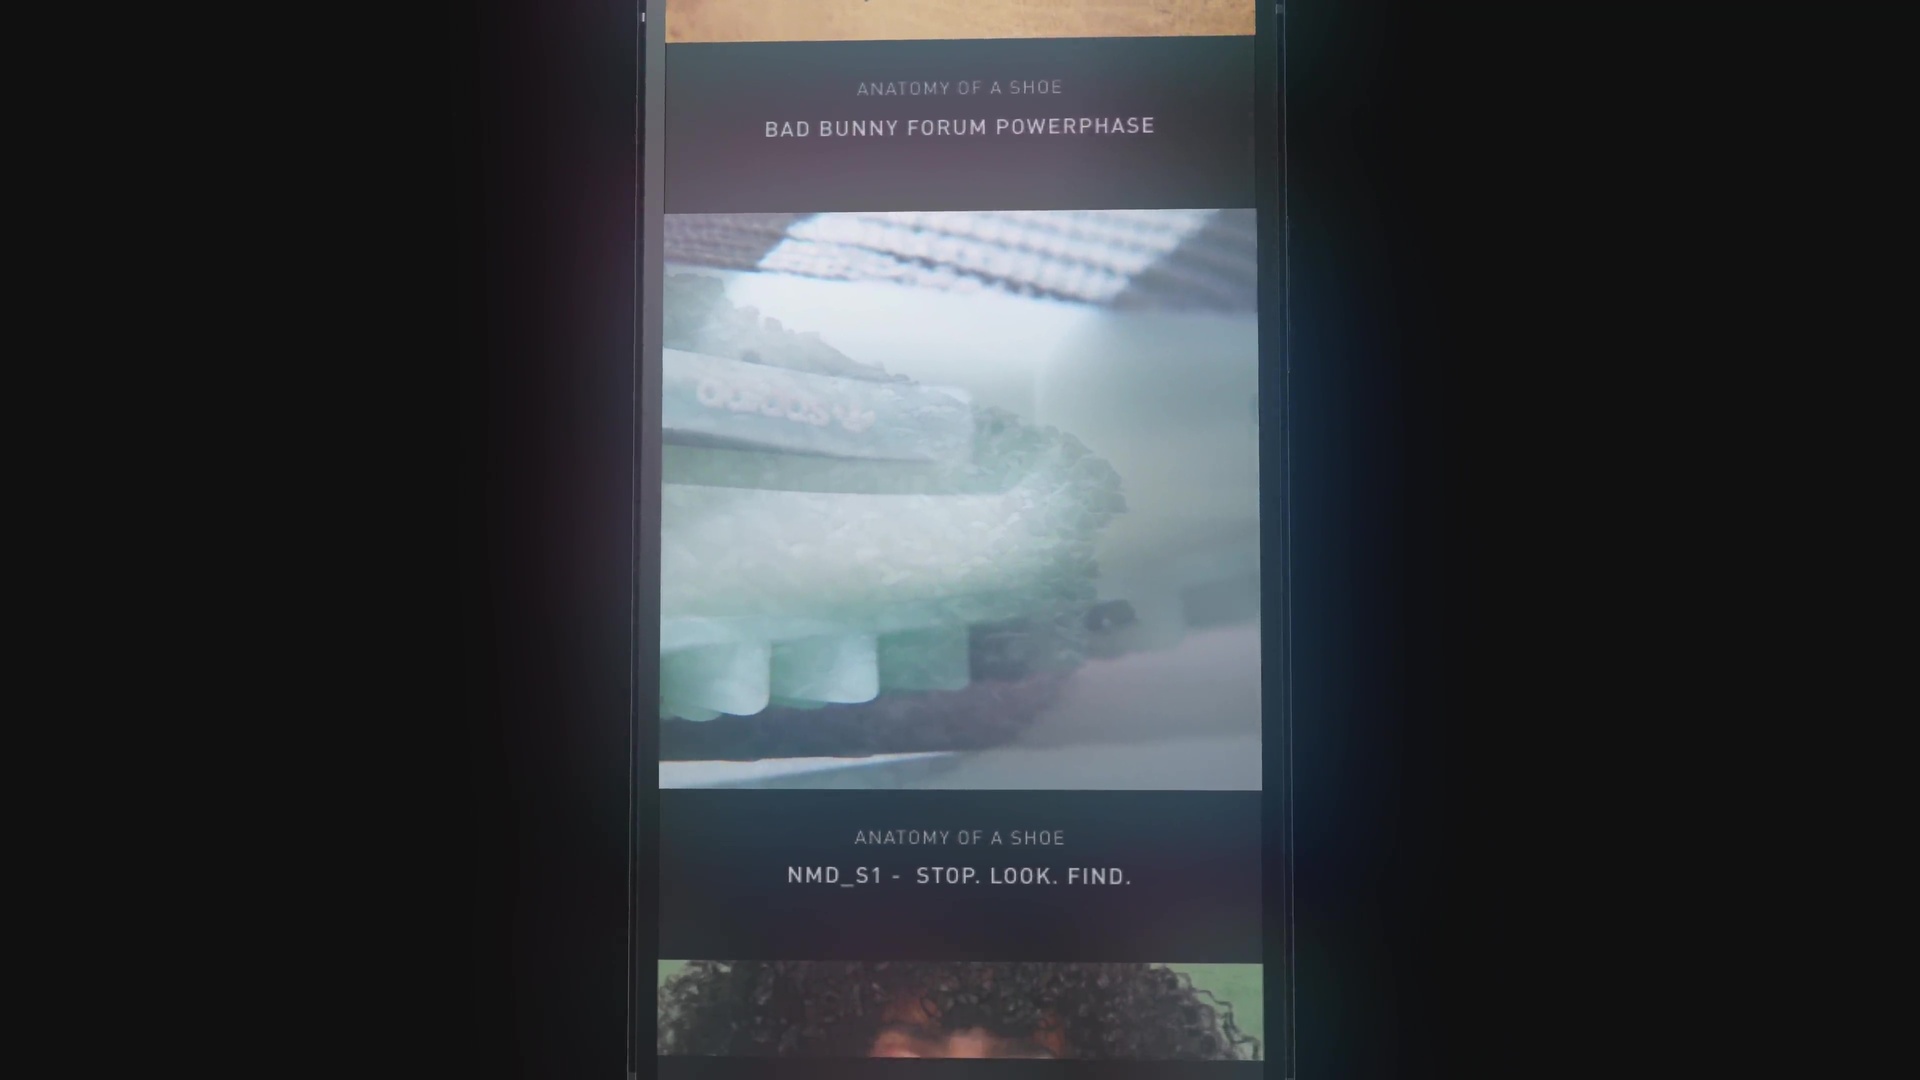 ANATOMY OF A SHOE
BAD BUNNY FORUM POWERPHASE
adidas
ANATOMY OF A SHOE
NMD_S1 - STOP. LOOK. FIND.